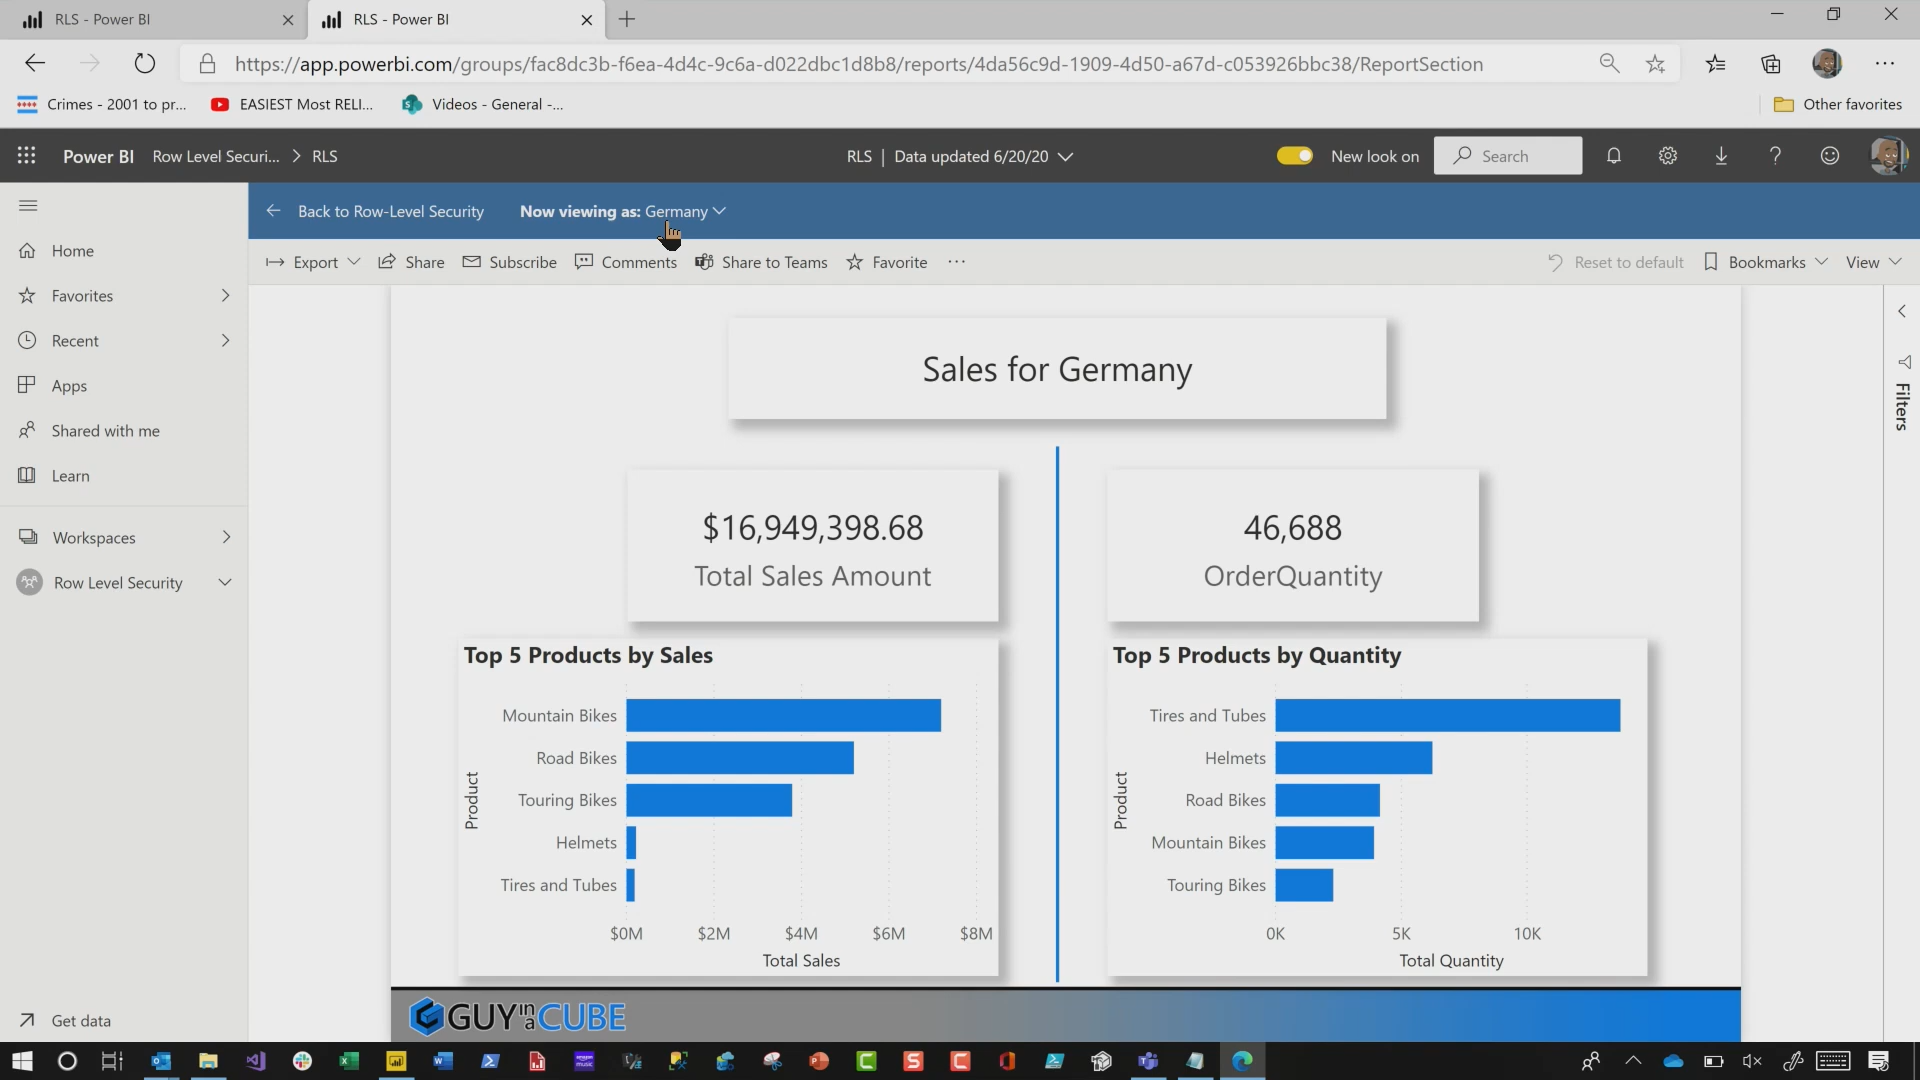 RLS - Power BI
RLS - Power BI
https://app.powerbi.com/groups/fac8dc3b-f6ea-4d4c-9c6a-d022dbc1d8b8/reports/4da56c9d-1909-4d50-a67d-c053926bbc38/ReportSection
Crimes - 2001 to pr...
EASIEST Most RELI...
Videos - General -...
Other favorites
Power BI
Row Level Securi... > RLS
RLS | Data updated 6/20/20
New look on
Search
Back to Row-Level Security
Now viewing as: Germany
Home
Favorites
Recent
Apps
Shared with me
Learn
Workspaces
Row Level Security
Get data
Export
Share
Subscribe
Comments
Share to Teams
Favorite
Reset to default
Bookmarks
View
Filters
Sales for Germany
$16,949,398.68
Total Sales Amount
46,688
OrderQuantity
Top 5 Products by Sales
Product
Mountain Bikes
Road Bikes
Touring Bikes
Helmets
Tires and Tubes
$0M $2M $4M $6M $8M
Total Sales
Top 5 Products by Quantity
Product
Tires and Tubes
Helmets
Road Bikes
Mountain Bikes
Touring Bikes
0K 5K 10K
Total Quantity
GUY in a CUBE